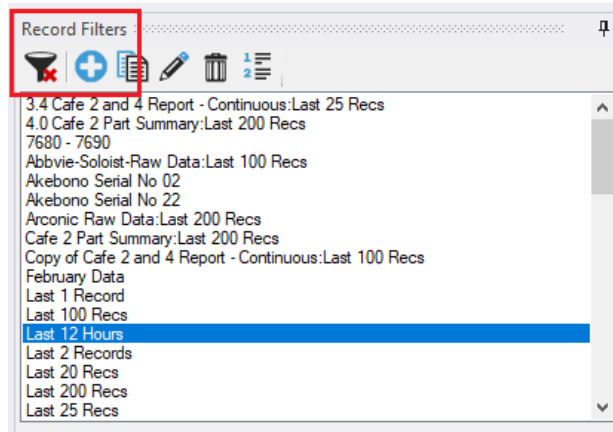 Record Filters
1
2
3.4 Cafe 2 and 4 Report - Continuous:Last 25 Recs
4.0 Cafe 2 Part Summary:Last 200 Recs
7680 - 7690
Abbvie-Soloist-Raw Data:Last 100 Recs
Akebono Serial No 02
Akebono Serial No 22
Arconic Raw Data:Last 200 Recs
Cafe 2 Part Summary:Last 200 Recs
Copy of Cafe 2 and 4 Report - Continuous:Last 100 Recs
February Data
Last 1 Record
Last 100 Recs
Last 12 Hours
Last 2 Records
Last 20 Recs
Last 200 Recs
Last 25 Recs